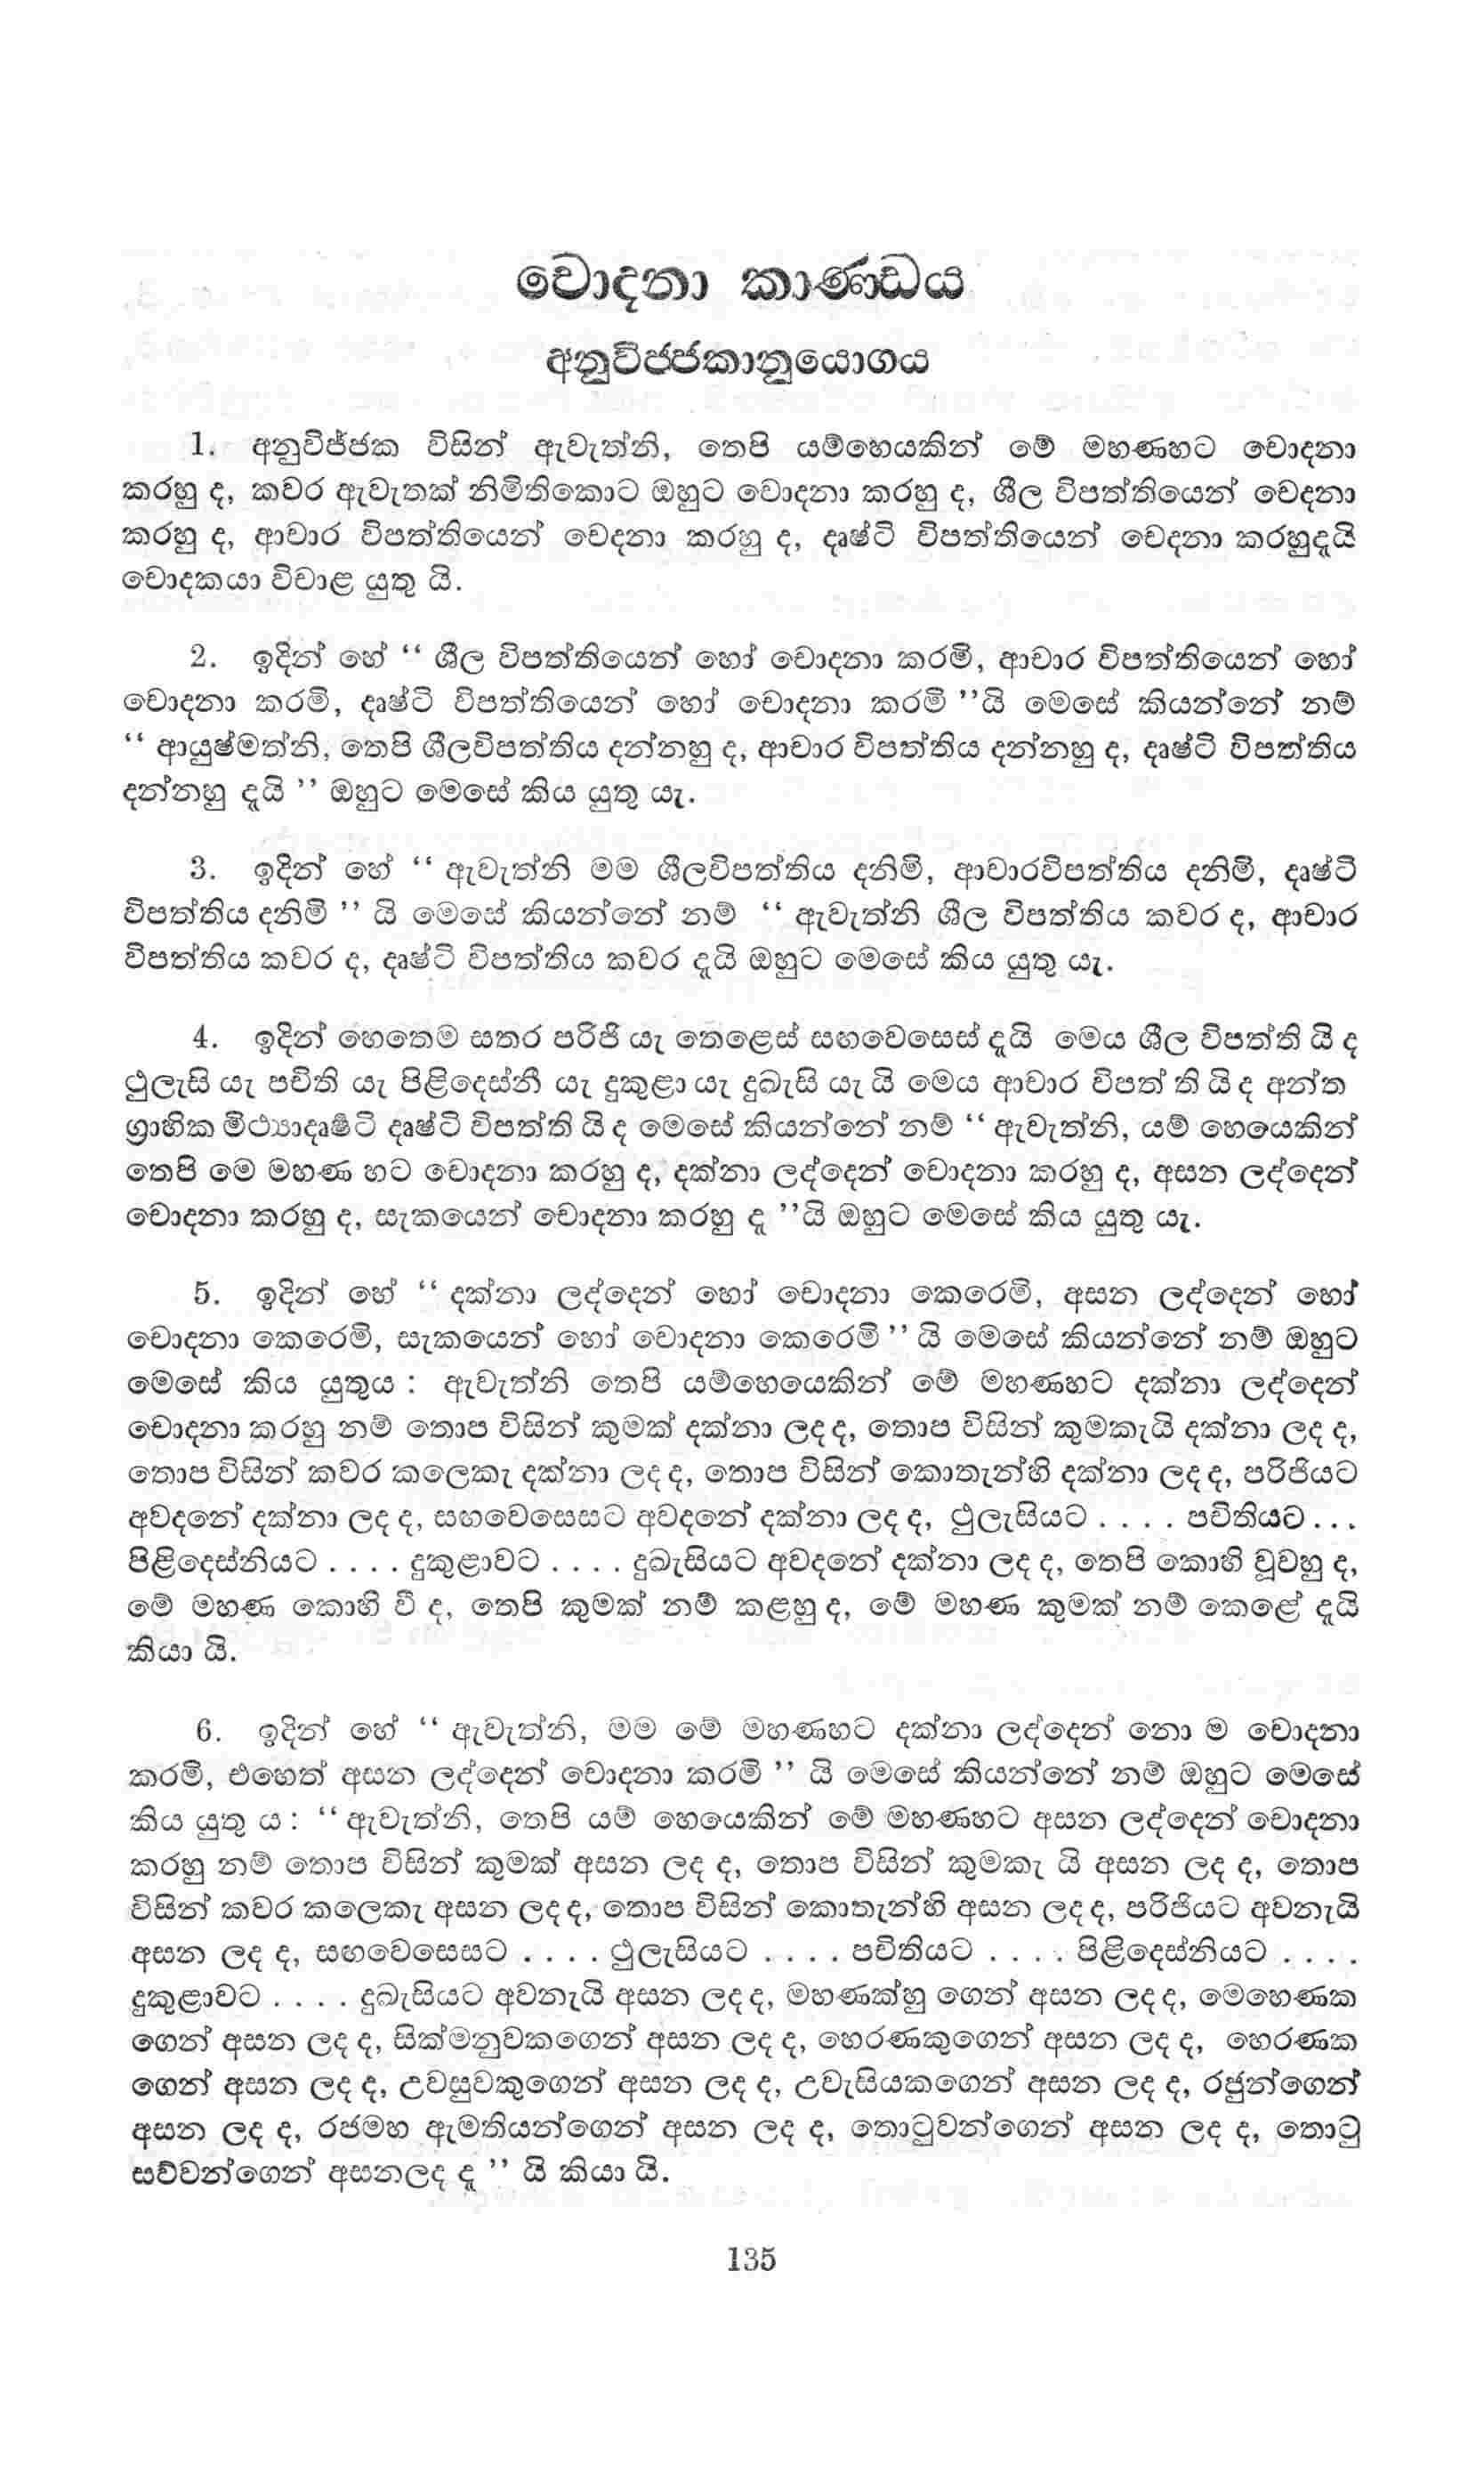 චොදනා කාණ්ඩය
අනුවිජ්ජකානුයොගය
1. අනුවිජ්ජක විසින් ඇවැත්නි, තෙපි යම්හෙයකින් මේ මහණහට චොදනා
කරහු ද, කවර ඇවැතක් නිමිතිකොට ඔහුට චොදනා කරහු ද, ශීල විපත්තියෙන් චෙදනා
කරහු ද, ආචාර විපත්තියෙන් චෙදනා කරහු ද, දෘෂ්ටි විපත්තියෙන් චෙදනා කරහුදැයි
චොදකයා විචාළ යුතු යි.
2. ඉදින් හේ “ ශීල විපත්තියෙන් හෝ චොදනා කරමි, ආචාර විපත්තියෙන් හෝ
චොදනා කරමි, දෘෂ්ටි විපත්තියෙන් හෝ චොදනා කරමි ”යි මෙසේ කියන්නේ නම්
“ ආයුෂ්මත්නි, තෙපි ශීලවිපත්තිය දන්නහු ද, ආචාර විපත්තිය දන්නහු ද, දෘෂ්ටි විපත්තිය
දන්නහු දැයි ” ඔහුට මෙසේ කිය යුතු යැ.
3. ඉදින් හේ “ ඇවැත්නි මම ශීලවිපත්තිය දනිමි, ආචාරවිපත්තිය දනිමි, දෘෂ්ටි
විපත්තිය දනිමි ” යි මෙසේ කියන්නේ නම් “ ඇවැත්නි ශීල විපත්තිය කවර ද, ආචාර
විපත්තිය කවර ද, දෘෂ්ටි විපත්තිය කවර දැයි ඔහුට මෙසේ කිය යුතු යැ.
4. ඉදින් හෙතෙම සතර පරිජි යැ තෙළෙස් සඟවෙසෙස් දැයි මෙය ශීල විපත්ති යි ද
ථුලැසි යැ පචිති යැ පිළිදෙස්නී යැ දුකුළා යැ දුඛැසි යැ යි මෙය ආචාර විපත් ති යි ද අන්ත
ග්‍රාහික මිථ්‍යාදෘෂ්ටි දෘෂ්ටි විපත්ති යි ද මෙසේ කියන්නේ නම් “ ඇවැත්නි, යම් හෙයෙකින්
තෙපි මෙ මහණ හට චොදනා කරහු ද, දක්නා ලද්දෙන් චොදනා කරහු ද, අසන ලද්දෙන්
චොදනා කරහු ද, සැකයෙන් චොදනා කරහු දැ ”යි ඔහුට මෙසේ කිය යුතු යැ.
5. ඉදින් හේ “ දක්නා ලද්දෙන් හෝ චොදනා කෙරෙමි, අසන ලද්දෙන් හෝ
චොදනා කෙරෙමි, සැකයෙන් හෝ චොදනා කෙරෙමි ” යි මෙසේ කියන්නේ නම් ඔහුට
මෙසේ කිය යුතුය : ඇවැත්නි තෙපි යම්හෙයෙකින් මේ මහණහට දක්නා ලද්දෙන්
චොදනා කරහු නම් තොප විසින් කුමක් දක්නා ලද ද, තොප විසින් කුමකැයි දක්නා ලද ද,
තොප විසින් කවර කලෙකැ දක්නා ලද ද, තොප විසින් කොතැන්හි දක්නා ලද ද, පරිජියට
අවදනේ දක්නා ලද ද, සඟවෙසෙසට අවදනේ දක්නා ලද ද, ථුලැසියට . . . . පචිතියට . . .
පිළිදෙස්නියට . . . . දුකුළාවට . . . . දුඛැසියට අවදනේ දක්නා ලද ද, තෙපි කොහි වූවහු ද,
මේ මහණ කොහි වී ද, තෙපි කුමක් නම් කළහු ද, මේ මහණ කුමක් නම් කෙළේ දැයි
කියා යි.
6. ඉදින් හේ “ ඇවැත්නි, මම මේ මහණහට දක්නා ලද්දෙන් නො ම චොදනා
කරමි, එහෙත් අසන ලද්දෙන් චොදනා කරමි ” යි මෙසේ කියන්නේ නම් ඔහුට මෙසේ
කිය යුතු ය : “ ඇවැත්නි, තෙපි යම් හෙයෙකින් මේ මහණහට අසන ලද්දෙන් චොදනා
කරහු නම් තොප විසින් කුමක් අසන ලද ද, තොප විසින් කුමකැ යි අසන ලද ද, තොප
විසින් කවර කලෙකැ අසන ලද ද, තොප විසින් කොතැන්හි අසන ලද ද, පරිජියට අවනැයි
අසන ලද ද, සඟවෙසෙසට . . . . ථුලැසියට . . . . පචිතියට . . . . පිළිදෙස්නියට . . . .
දුකුළාවට . . . . දුඛැසියට අවනැයි අසන ලද ද, මහණක්හු ගෙන් අසන ලද ද, මෙහෙණක
ගෙන් අසන ලද ද, සික්මනුවකගෙන් අසන ලද ද, හෙරණකුගෙන් අසන ලද ද, හෙරණක
ගෙන් අසන ලද ද, උවසුවකුගෙන් අසන ලද ද, උවැසියකගෙන් අසන ලද ද, රජුන්ගෙන්
අසන ලද ද, රජමහ ඇමතියන්ගෙන් අසන ලද ද, තොටුවන්ගෙන් අසන ලද ද, තොටු
සව්වන්ගෙන් අසනලද දැ ” යි කියා යි.
135